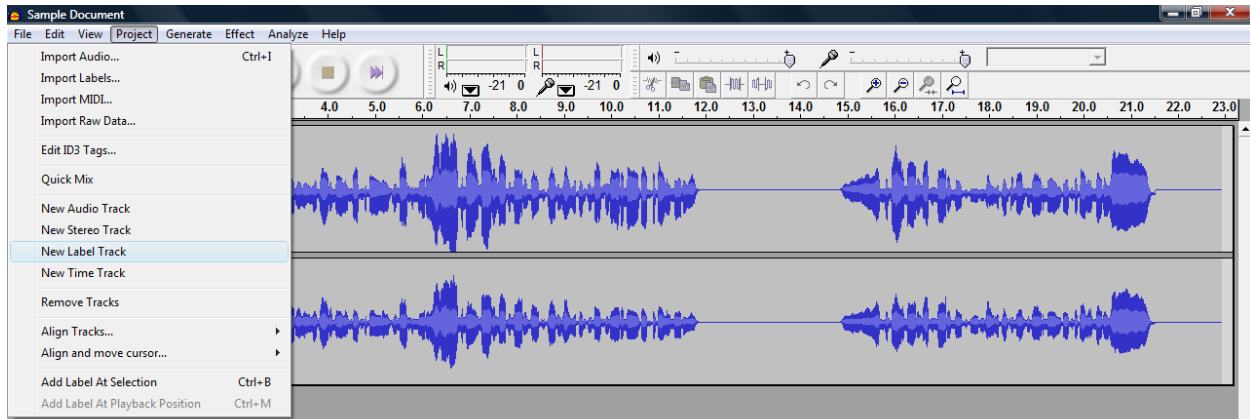 Sample Document
File Edit View Project Generate Effect Analyze Help
Import Audio... Ctrl+I
Import Labels...
Import MIDI...
Import Raw Data...
Edit ID3 Tags...
Quick Mix
New Audio Track
New Stereo Track
New Label Track
New Time Track
Remove Tracks
Align Tracks...
Align and move cursor...
Add Label At Selection Ctrl+B
Add Label At Playback Position Ctrl+M
L L
R R
-21 0 -21 0
4.0 5.0 6.0 7.0 8.0 9.0 10.0 11.0 12.0 13.0 14.0 15.0 16.0 17.0 18.0 19.0 20.0 21.0 22.0 23.0